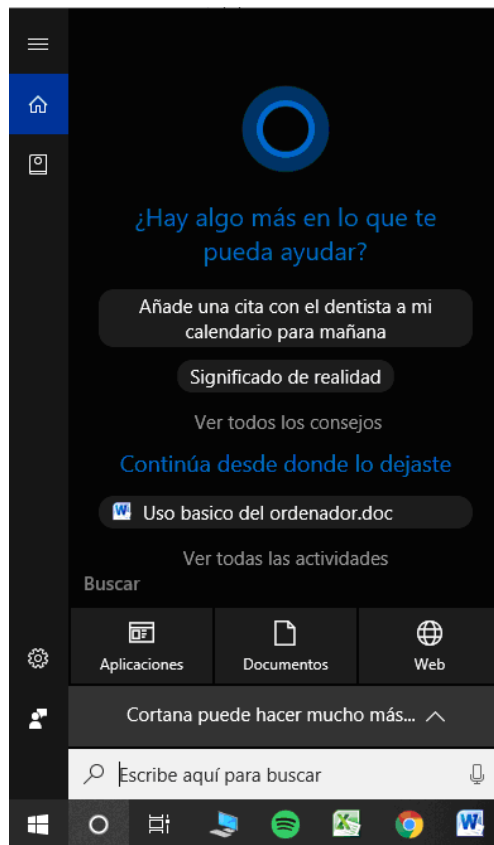 ¿Hay algo más en lo que te
pueda ayudar?
Añade una cita con el dentista a mi
calendario para mañana
Significado de realidad
Ver todos los consejos
Continúa desde donde lo dejaste
Uso basico del ordenador.doc
Ver todas las actividades
Buscar
Aplicaciones Documentos Web
Cortana puede hacer mucho más...
Escribe aquí para buscar